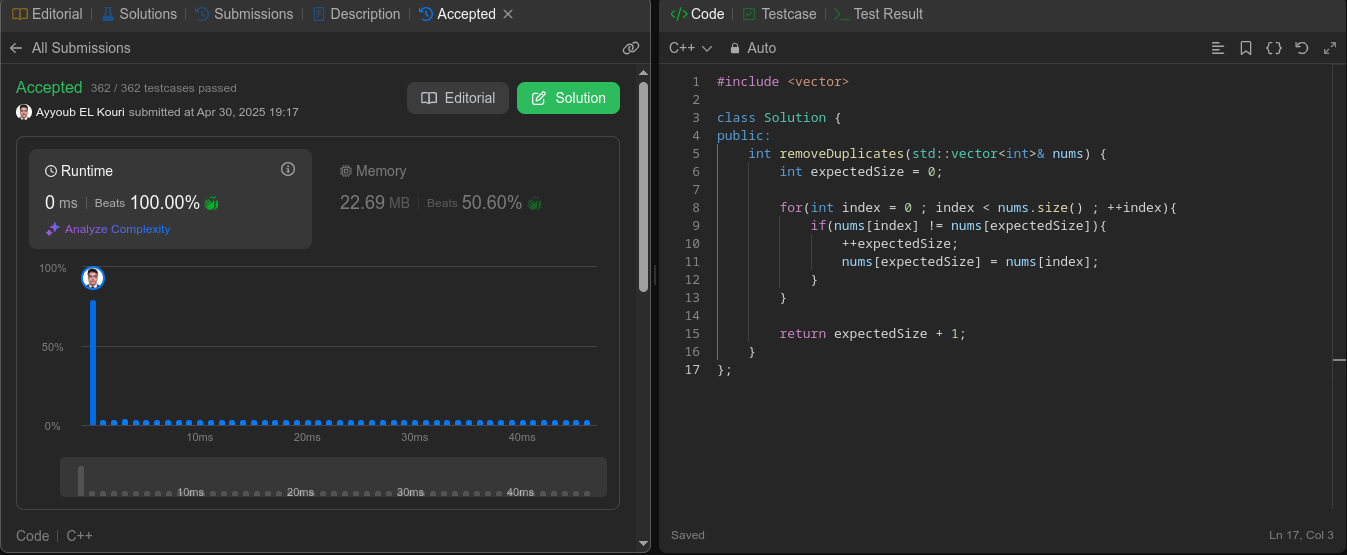 Editorial | Solutions | Submissions | Description | Accepted
All Submissions
Accepted 362 / 362 testcases passed
Ayyoub EL Kouri submitted at Apr 30, 2025 19:17
Editorial
Solution
Runtime
0 ms | Beats 100.00%
Analyze Complexity
Memory
22.69 MB | Beats 50.60%
100%
50%
0%
10ms 20ms 30ms 40ms
10ms 20ms 30ms 40ms
Code | C++
</> Code | Testcase | >_ Test Result
C++ Auto
1 #include <vector>
2
3 class Solution {
4 public:
5     int removeDuplicates(std::vector<int>& nums) {
6         int expectedSize = 0;
7
8         for(int index = 0 ; index < nums.size() ; ++index){
9             if(nums[index] != nums[expectedSize]){
10                 ++expectedSize;
11                 nums[expectedSize] = nums[index];
12             }
13         }
14
15         return expectedSize + 1;
16     }
17 };
Saved
Ln 17, Col 3